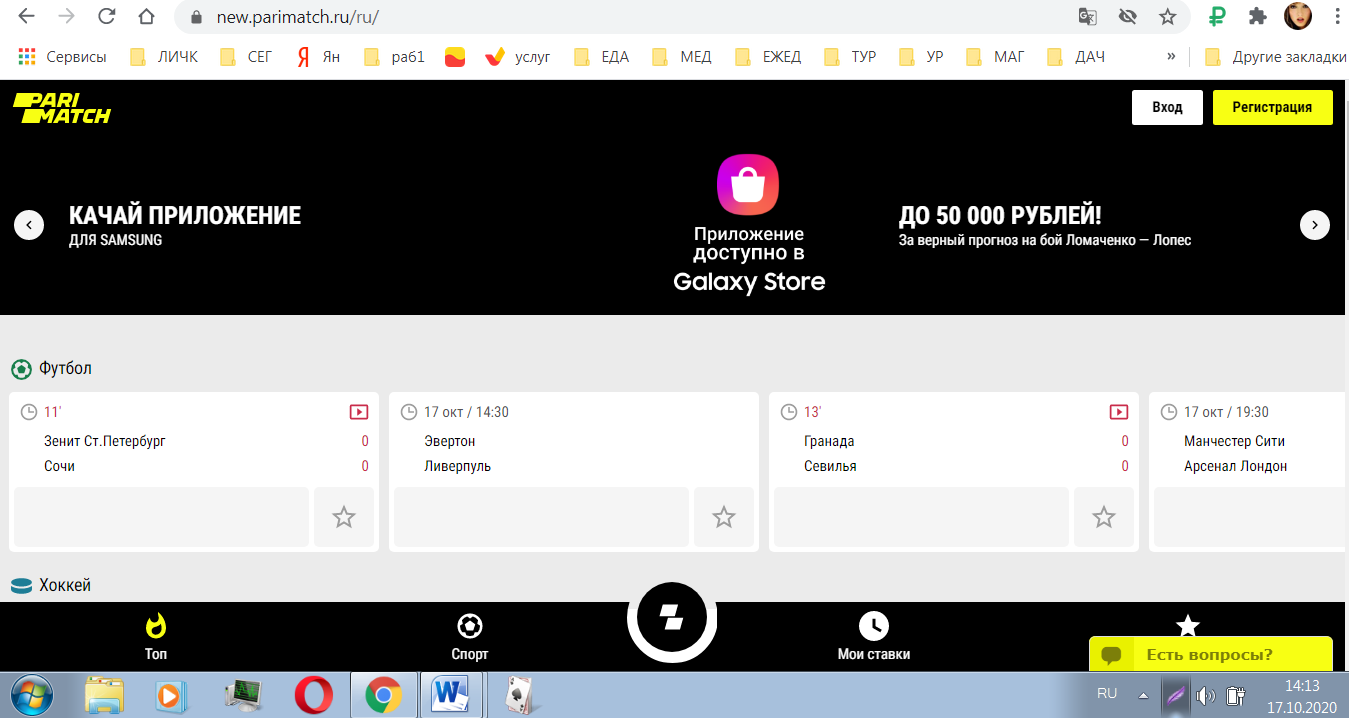 new.parimatch.ru/ru/
Сервисы ЛИЧК СЕГ Ян раб1 услуг ЕДА МЕД ЕЖЕД ТУР УР МАГ ДАЧ » Другие закладки
PARI MATCH
Вход Регистрация
КАЧАЙ ПРИЛОЖЕНИЕ
ДЛЯ SAMSUNG
Приложение
доступно в
Galaxy Store
ДО 50 000 РУБЛЕЙ!
За верный прогноз на бой Ломаченко — Лопес
Футбол
11'
Зенит Ст.Петербург 0
Сочи 0
17 окт / 14:30
Эвертон
Ливерпуль
13'
Гранада 0
Севилья 0
17 окт / 19:30
Манчестер Сити
Арсенал Лондон
Хоккей
Топ
Спорт
Мои ставки
Есть вопросы?
RU
14:13
17.10.2020